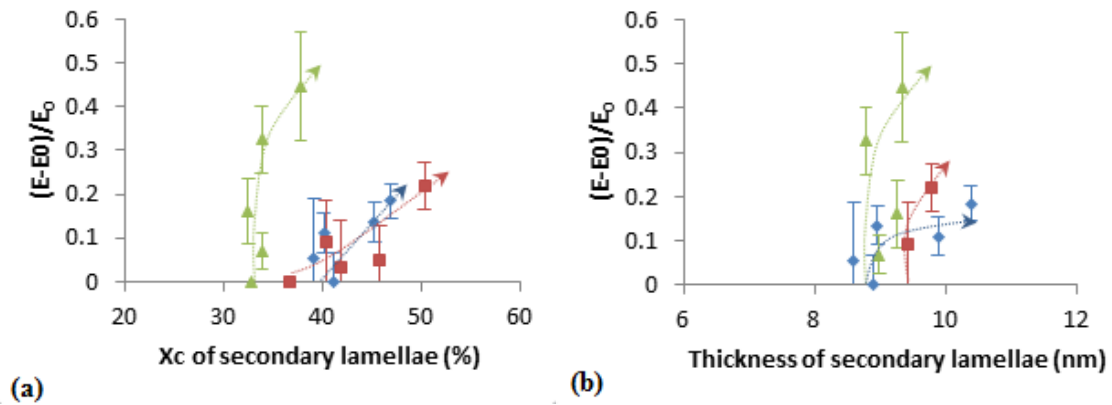 0.6
0.5
0.4
0.3
0.2
0.1
0
(E-E0)/E₀
20 30 40 50 60
Xc of secondary lamellae (%)
(a)
0.6
0.5
0.4
0.3
0.2
0.1
0
(E-E0)/E₀
6 8 10 12
Thickness of secondary lamellae (nm)
(b)